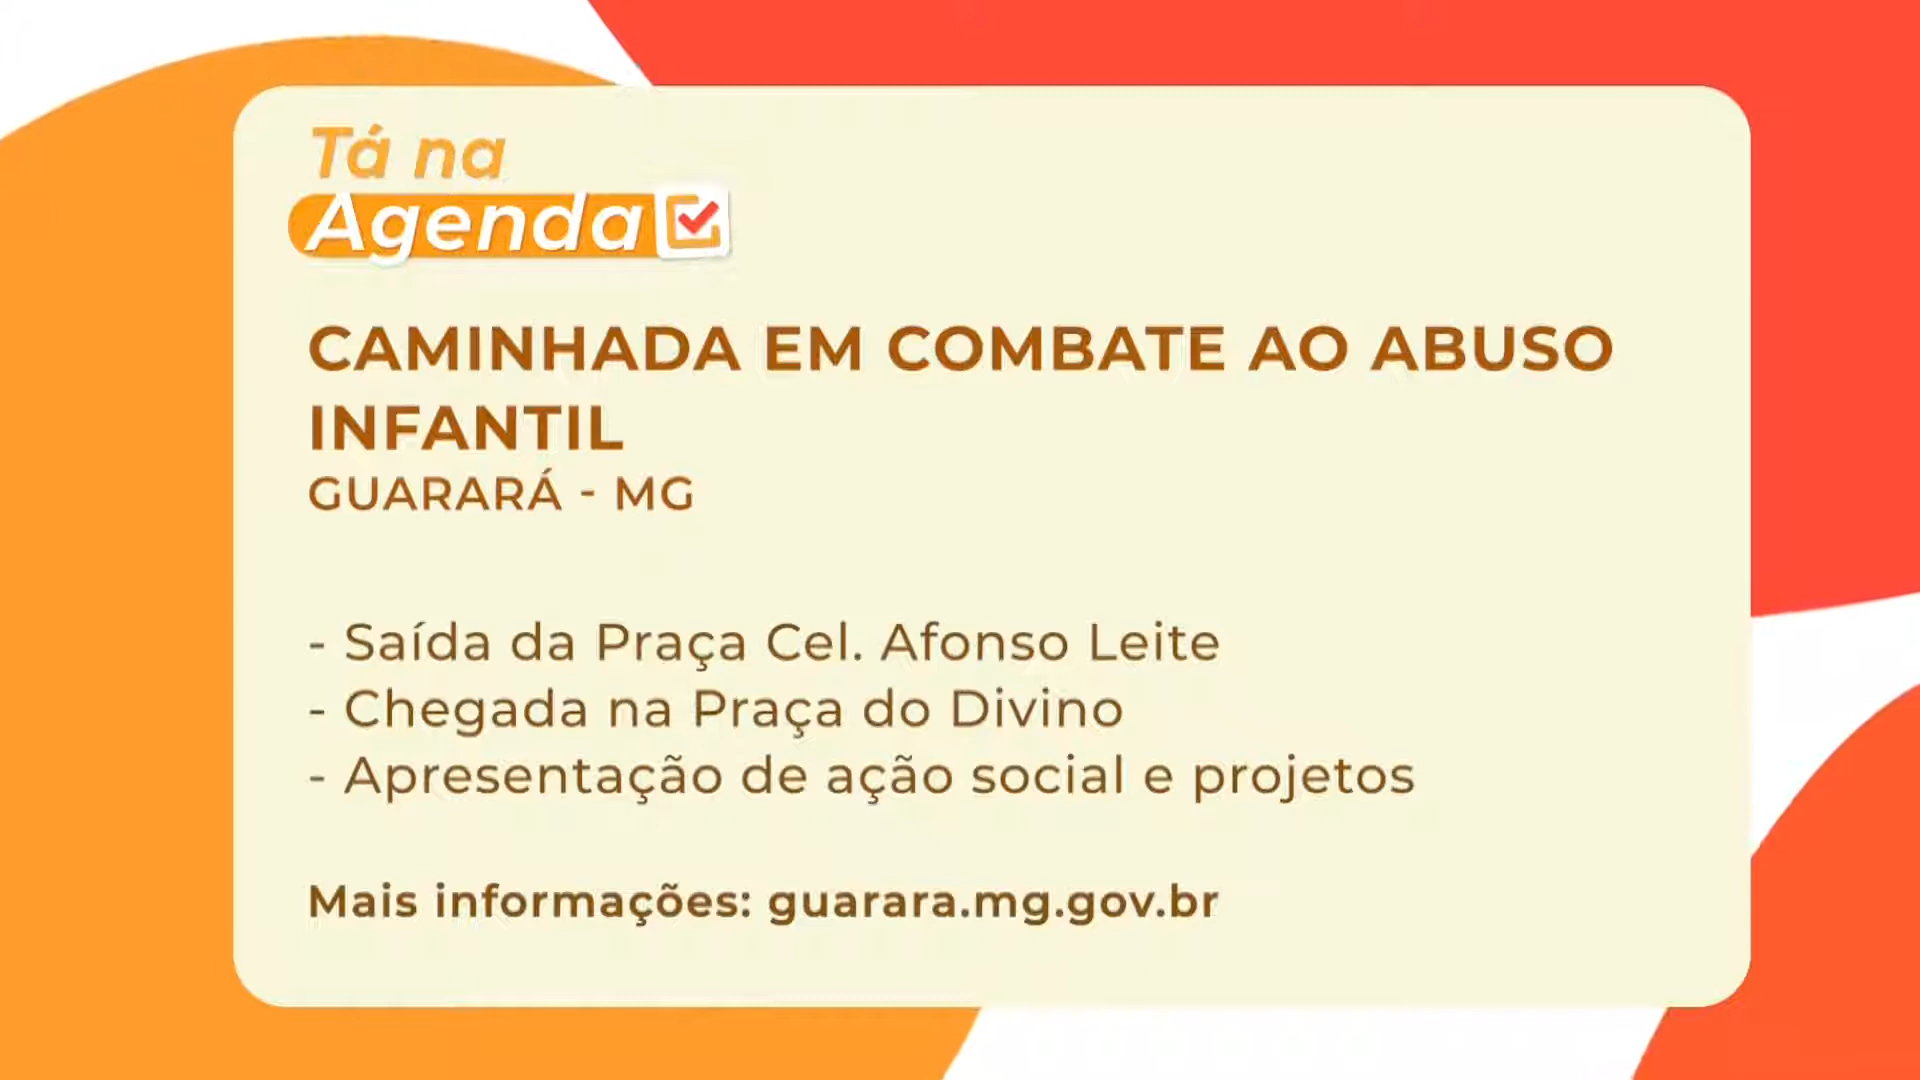 Tá na
Agenda
CAMINHADA EM COMBATE AO ABUSO
INFANTIL
GUARARÁ - MG
- Saída da Praça Cel. Afonso Leite
- Chegada na Praça do Divino
- Apresentação de ação social e projetos
Mais informações: guarara.mg.gov.br